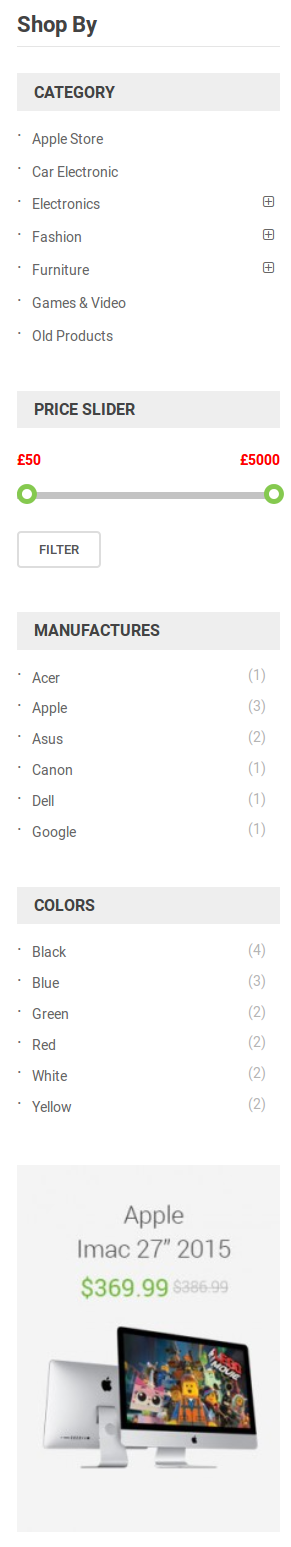 Shop By
CATEGORY
Apple Store
Car Electronic
Electronics
Fashion
Furniture
Games & Video
Old Products
PRICE SLIDER
£50 £5000
FILTER
MANUFACTURES
Acer (1)
Apple (3)
Asus (2)
Canon (1)
Dell (1)
Google (1)
COLORS
Black (4)
Blue (3)
Green (2)
Red (2)
White (2)
Yellow (2)
Apple
Imac 27" 2015
$369.99 $386.99
MOVIE